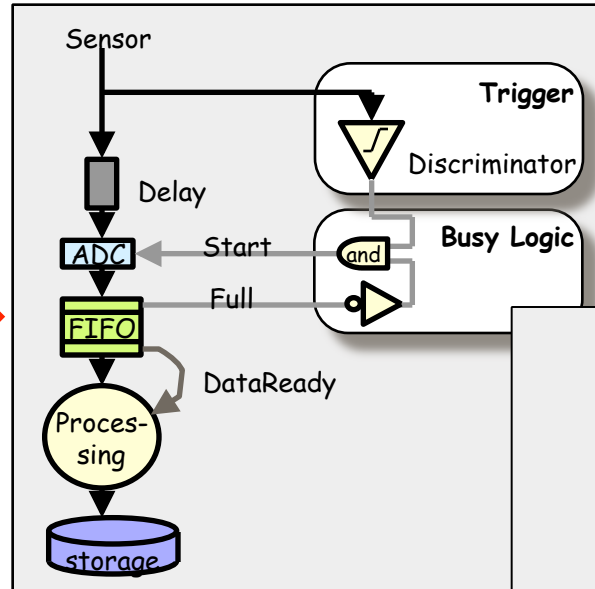 Sensor
Trigger
Discriminator
Delay
Busy Logic
ADC
Start
and
Full
FIFO
DataReady
Proces-
sing
storage